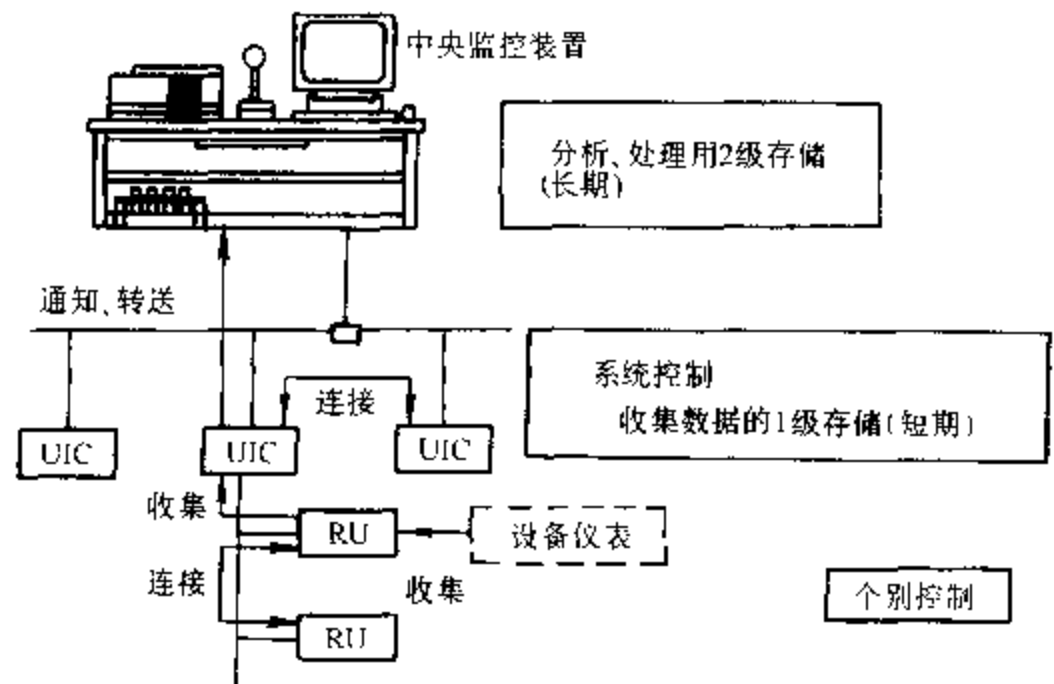 中央监控装置
分析、处理用2级存储
(长期)
通知、转送
系统控制
连接
收集数据的1级存储(短期)
UIC
UIC
UIC
收集
RU
设备仪表
连接
收集
个别控制
RU